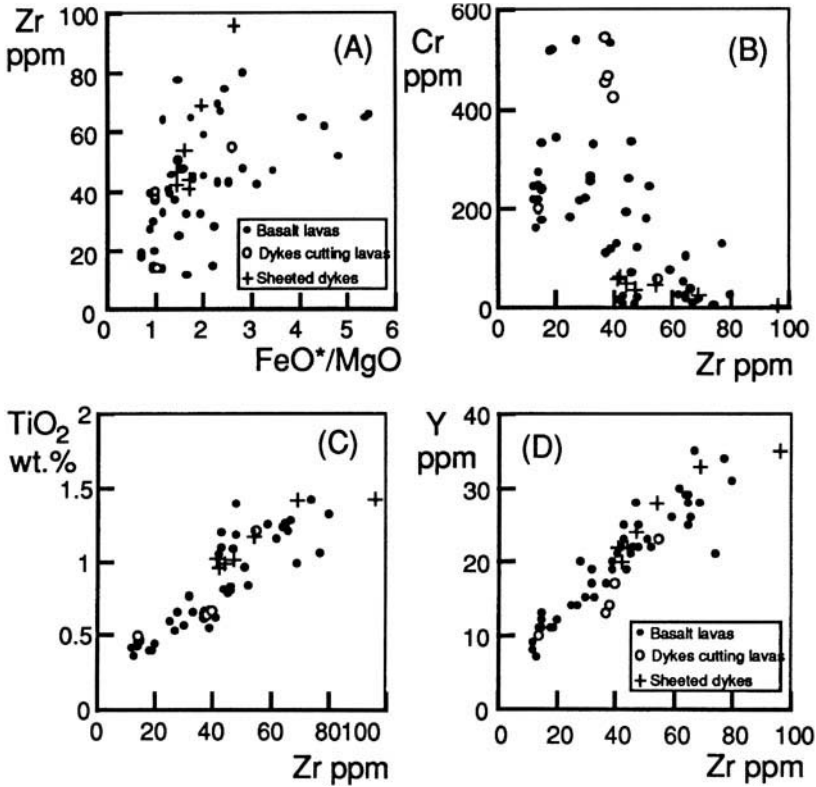 Zr
ppm
100
80
60
40
20
0
(A)
Basalt lavas
Dykes cutting lavas
Sheeted dykes
0 1 2 3 4 5 6
FeO*/MgO
Cr
ppm
600
400
200
0
(B)
0 20 40 60 80 100
Zr ppm
TiO2
wt.%
2
1.5
1
0.5
0
(C)
0 20 40 60 80100
Zr ppm
Y
ppm
40
30
20
10
0
(D)
Basalt lavas
Dykes cutting lavas
Sheeted dykes
0 20 40 60 80 100
Zr ppm